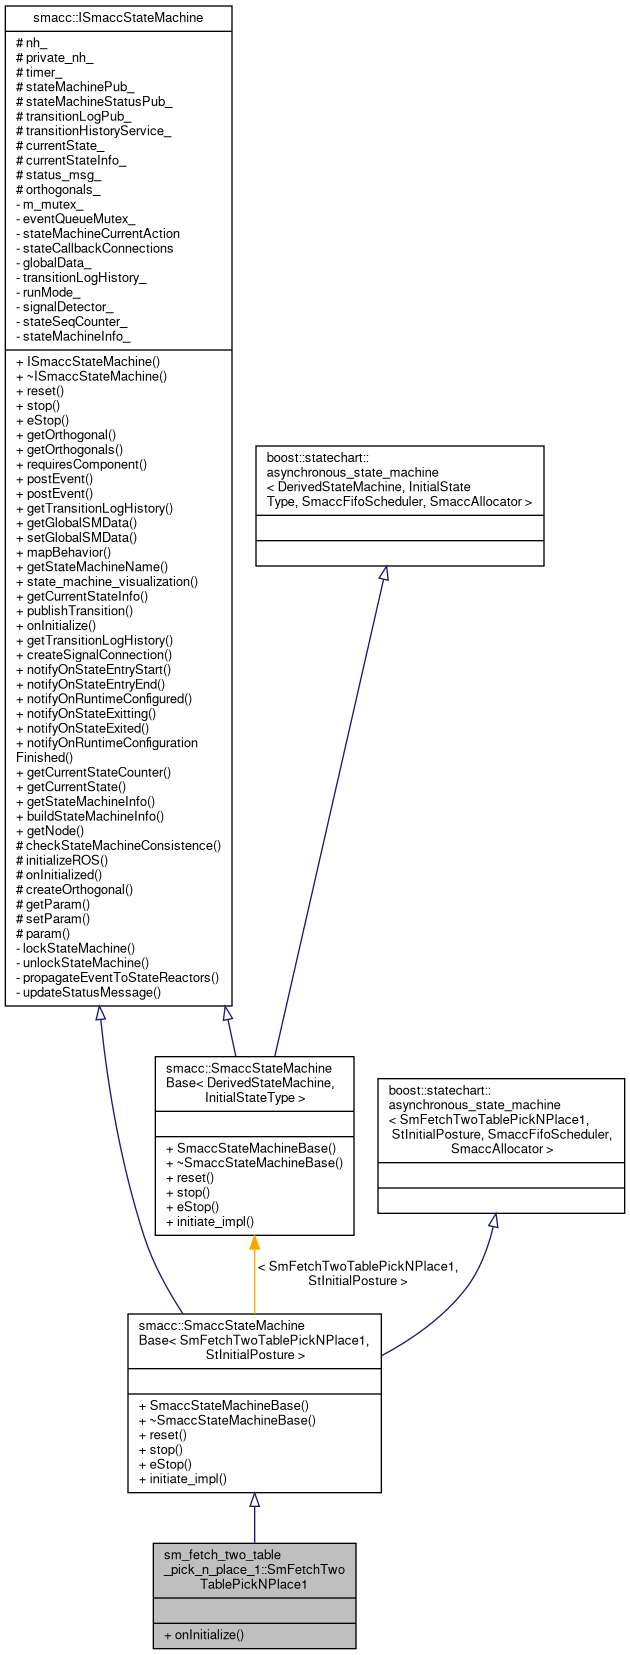 smacc::ISmaccStateMachine
# nh_
# private_nh_
# timer_
# stateMachinePub_
# stateMachineStatusPub_
# transitionLogPub_
# transitionHistoryService_
# currentState_
# currentStateInfo_
# status_msg_
# orthogonals_
- m_mutex_
- eventQueueMutex_
- stateMachineCurrentAction
- stateCallbackConnections
- globalData_
- transitionLogHistory_
- runMode_
- signalDetector_
- stateSeqCounter_
- stateMachineInfo_
+ ISmaccStateMachine()
+ ~ISmaccStateMachine()
+ reset()
+ stop()
+ eStop()
+ getOrthogonal()
+ getOrthogonals()
+ requiresComponent()
+ postEvent()
+ postEvent()
+ getTransitionLogHistory()
+ getGlobalSMData()
+ setGlobalSMData()
+ mapBehavior()
+ getStateMachineName()
+ state_machine_visualization()
+ getCurrentStateInfo()
+ publishTransition()
+ onInitialize()
+ getTransitionLogHistory()
+ createSignalConnection()
+ notifyOnStateEntryStart()
+ notifyOnStateEntryEnd()
+ notifyOnRuntimeConfigured()
+ notifyOnStateExitting()
+ notifyOnStateExited()
+ notifyOnRuntimeConfiguration
Finished()
+ getCurrentStateCounter()
+ getCurrentState()
+ getStateMachineInfo()
+ buildStateMachineInfo()
+ getNode()
# checkStateMachineConsistence()
# initializeROS()
# onInitialized()
# createOrthogonal()
# getParam()
# setParam()
# param()
- lockStateMachine()
- unlockStateMachine()
- propagateEventToStateReactors()
- updateStatusMessage()
boost::statechart::
asynchronous_state_machine
< DerivedStateMachine, InitialState
Type, SmaccFifoScheduler, SmaccAllocator >
smacc::SmaccStateMachine
Base< DerivedStateMachine,
InitialStateType >
+ SmaccStateMachineBase()
+ ~SmaccStateMachineBase()
+ reset()
+ stop()
+ eStop()
+ initiate_impl()
boost::statechart::
asynchronous_state_machine
< SmFetchTwoTablePickNPlace1,
StInitialPosture, SmaccFifoScheduler,
SmaccAllocator >
< SmFetchTwoTablePickNPlace1,
StInitialPosture >
smacc::SmaccStateMachine
Base< SmFetchTwoTablePickNPlace1,
StInitialPosture >
+ SmaccStateMachineBase()
+ ~SmaccStateMachineBase()
+ reset()
+ stop()
+ eStop()
+ initiate_impl()
sm_fetch_two_table
_pick_n_place_1::SmFetchTwo
TablePickNPlace1
+ onInitialize()